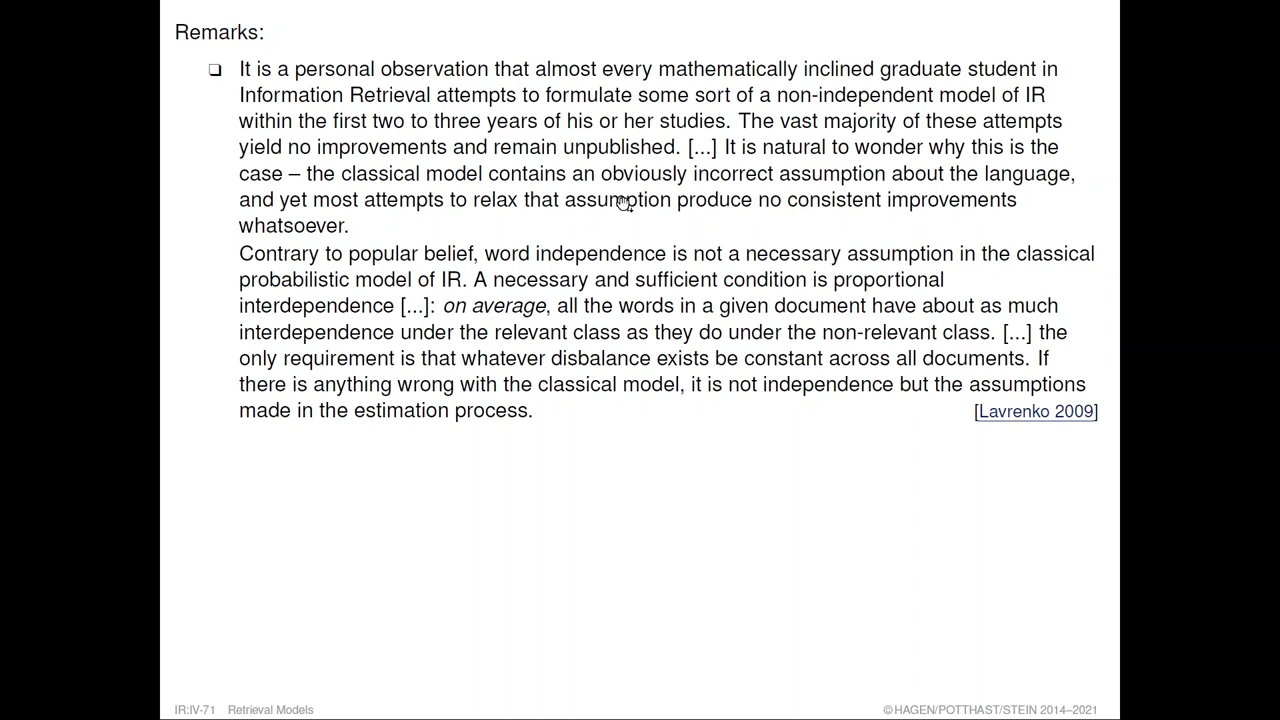 Remarks:
❑ It is a personal observation that almost every mathematically inclined graduate student in
Information Retrieval attempts to formulate some sort of a non-independent model of IR
within the first two to three years of his or her studies. The vast majority of these attempts
yield no improvements and remain unpublished. [...] It is natural to wonder why this is the
case – the classical model contains an obviously incorrect assumption about the language,
and yet most attempts to relax that assumption produce no consistent improvements
whatsoever.
Contrary to popular belief, word independence is not a necessary assumption in the classical
probabilistic model of IR. A necessary and sufficient condition is proportional
interdependence [...]: on average, all the words in a given document have about as much
interdependence under the relevant class as they do under the non-relevant class. [...] the
only requirement is that whatever disbalance exists be constant across all documents. If
there is anything wrong with the classical model, it is not independence but the assumptions
made in the estimation process. [Lavrenko 2009]
IR:IV-71 Retrieval Models ©HAGEN/POTTHAST/STEIN 2014–2021